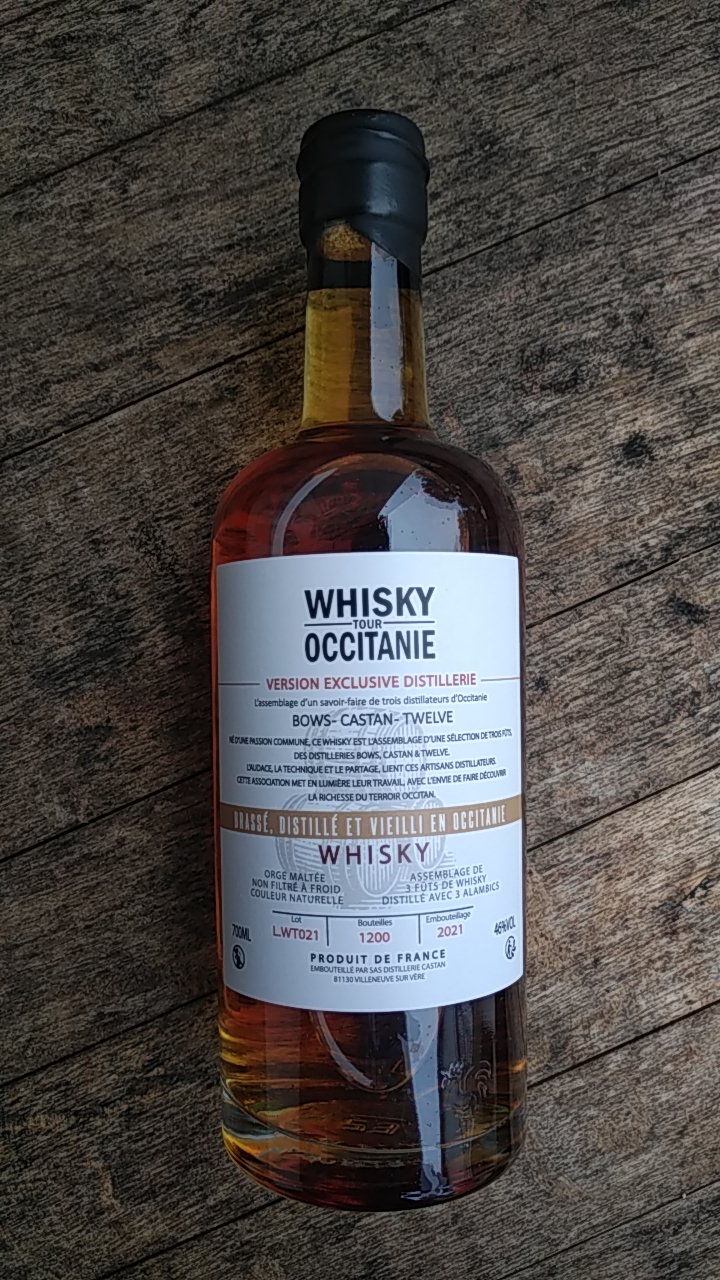 WHISKY
TOUR
OCCITANIE
VERSION EXCLUSIVE DISTILLERIE
L'assemblage d'un savoir-faire de trois distillateurs d'Occitanie
BOWS- CASTAN- TWELVE
NÉ D'UNE PASSION COMMUNE, CE WHISKY EST L'ASSEMBLAGE D'UNE SÉLECTION DE TROIS FÛTS,
DES DISTILLERIES BOWS, CASTAN & TWELVE.
L'AUDACE, LA TECHNIQUE ET LE PARTAGE, LIENT CES ARTISANS DISTILLATEURS.
CETTE ASSOCIATION MET EN LUMIÈRE LEUR TRAVAIL, AVEC L'ENVIE DE FAIRE DÉCOUVRIR
LA RICHESSE DU TERROIR OCCITAN.
BRASSÉ, DISTILLÉ ET VIEILLI EN OCCITANIE
WHISKY
ORGE MALTÉE
NON FILTRÉ À FROID
COULEUR NATURELLE
ASSEMBLAGE DE
3 FÛTS DE WHISKY
DISTILLÉ AVEC 3 ALAMBICS
700ML
Lot
L.WT021
Bouteilles
1200
Embouteillage
2021
46%VOL
PRODUIT DE FRANCE
EMBOUTEILLÉ PAR SAS DISTILLERIE CASTAN
81130 VILLENEUVE SUR VÈRE